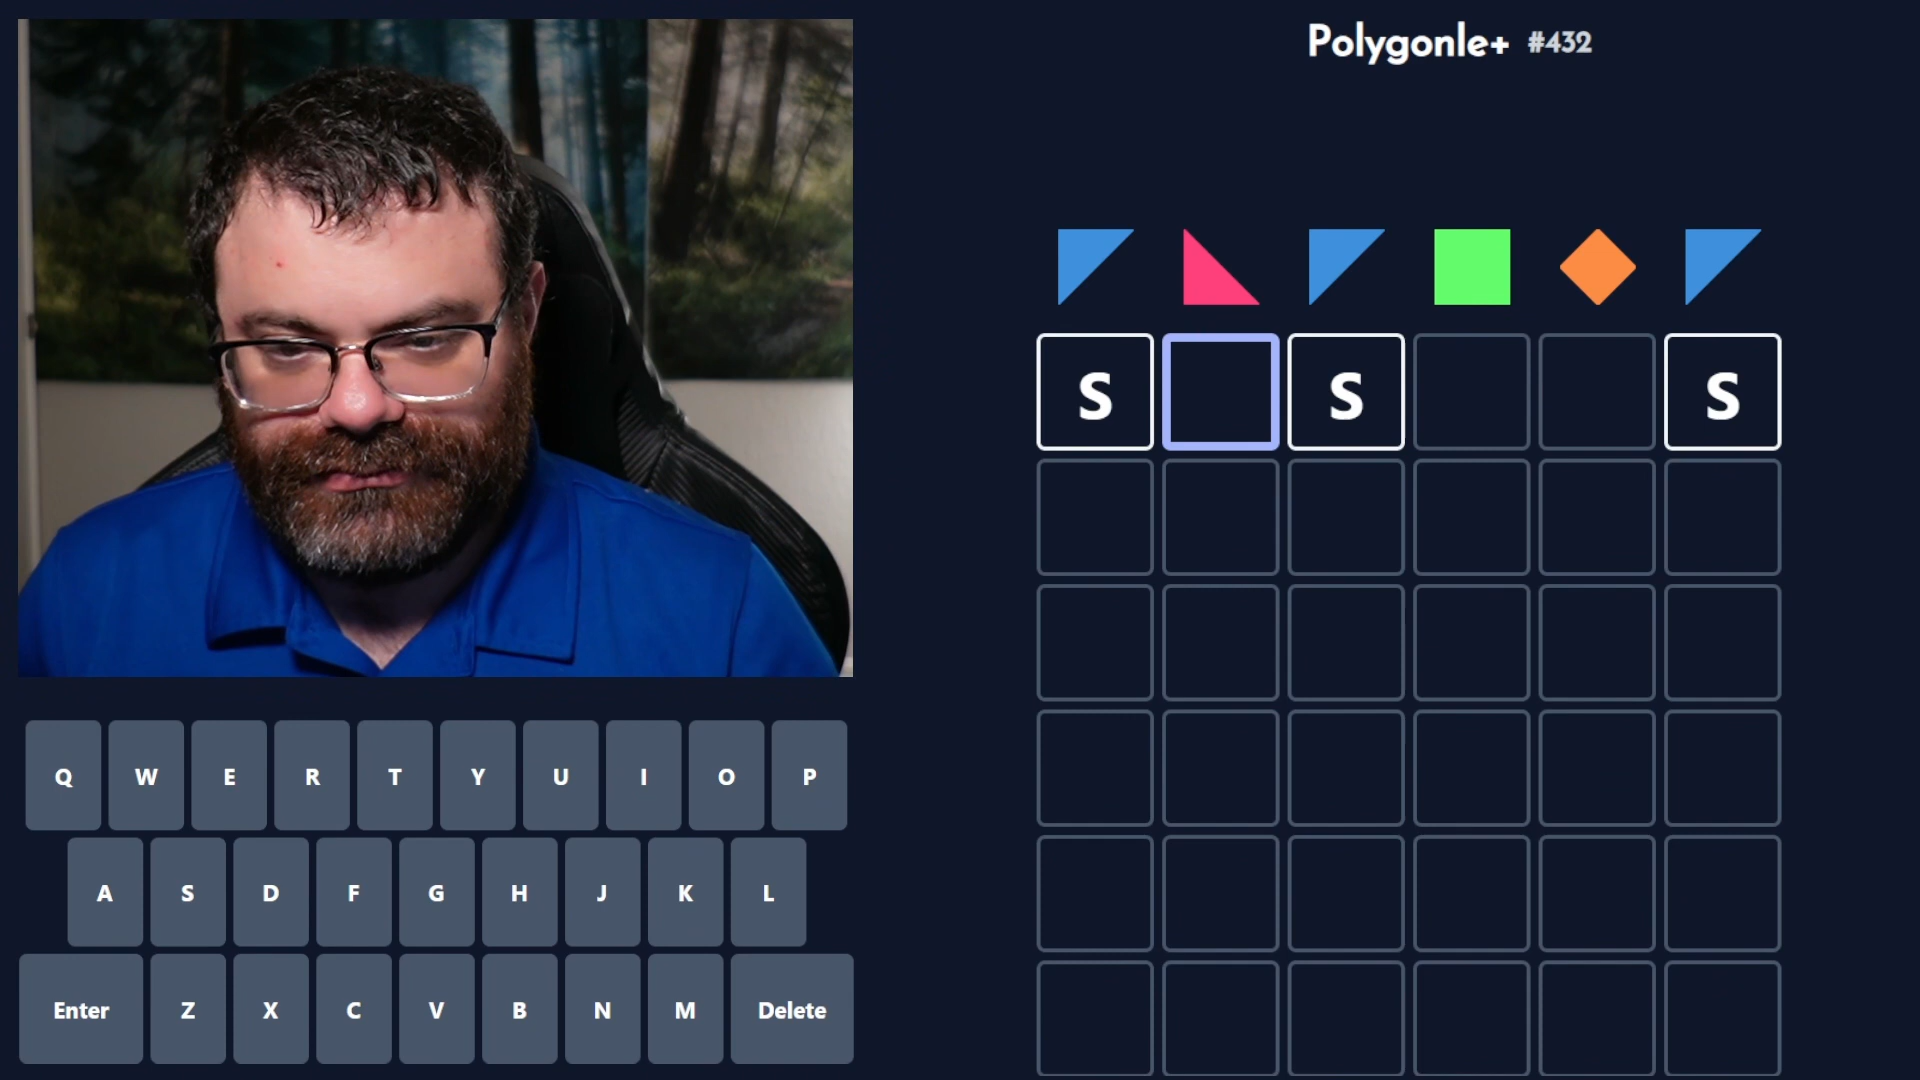 Polygonle+ #432
S S S
Q W E R T Y U I O P
A S D F G H J K L
Enter Z X C V B N M Delete